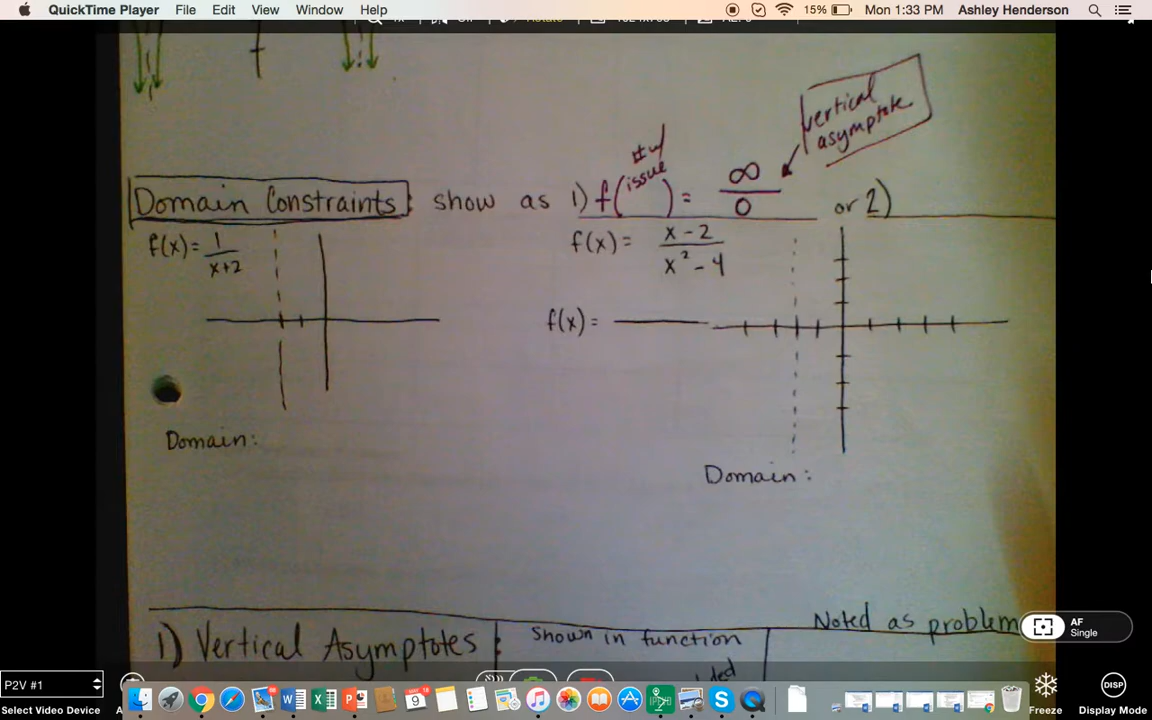 QuickTime Player File Edit View Window Help 15% Mon 1:33 PM Ashley Henderson
vertical
asymptote
# w/
issue
Domain Constraints: show as 1) f( ) = ∞/0 or 2)
f(x) = 1/x+2
f(x) = x-2/x²-4
f(x) =
Domain:
Domain:
Noted as problem
1) Vertical Asymptotes : Shown in function
AF
Single
P2V #1
Select Video Device
Freeze
DISP
Display Mode